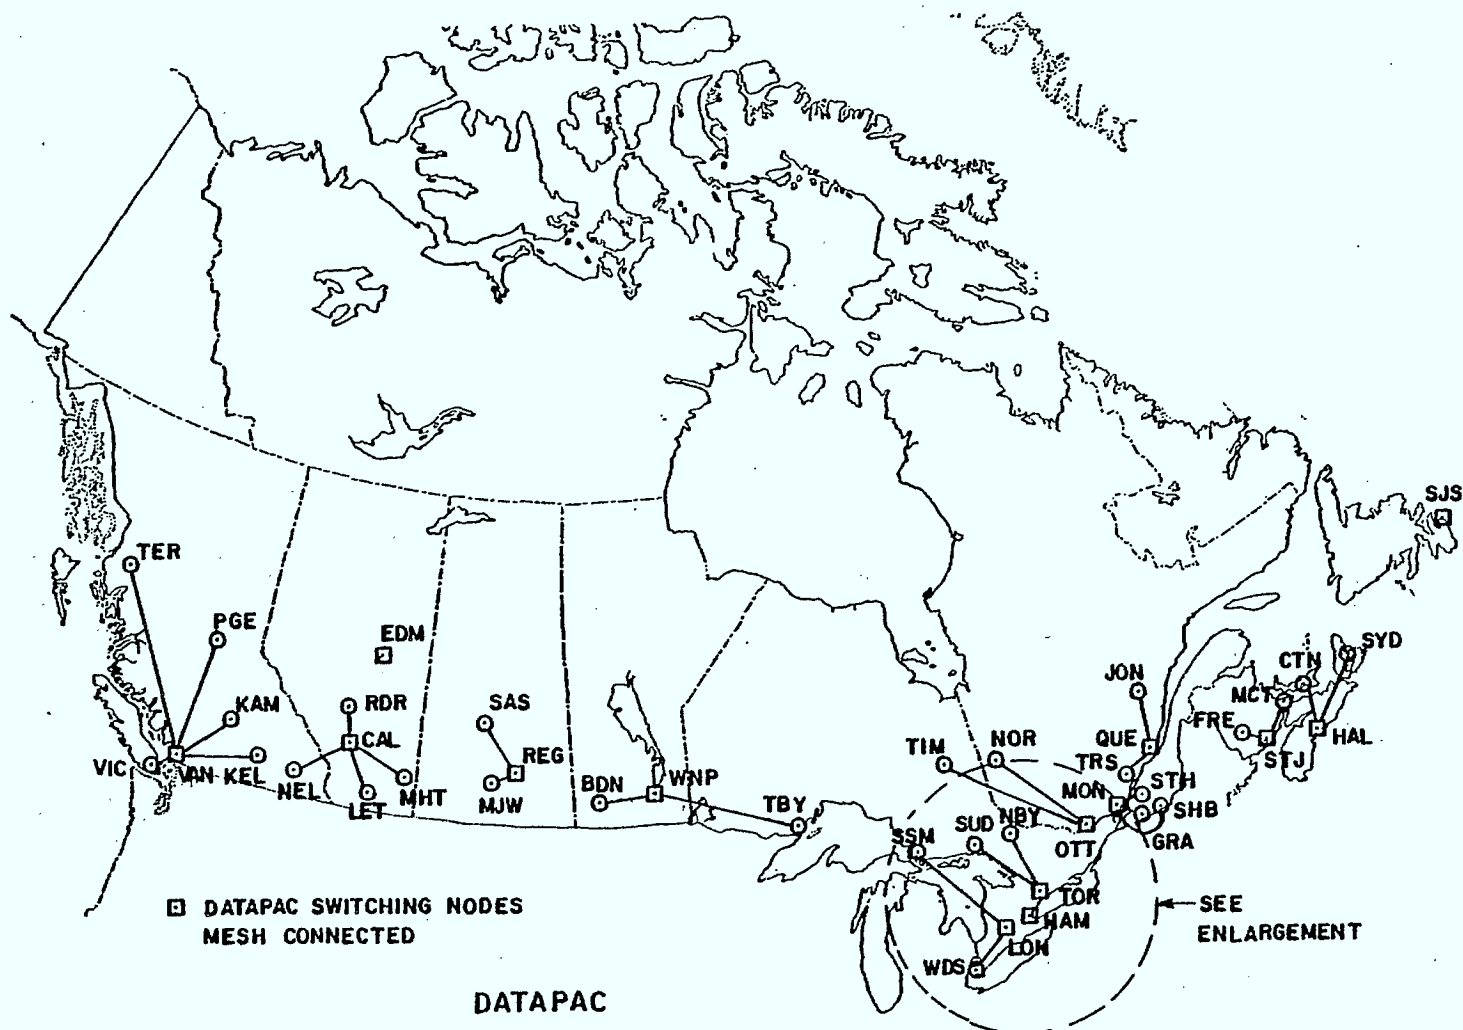 SJS
TER
PGE
EDM
SYD
CTN
JON
MCT
RDR
SAS
KAM
FRE
HAL
CAL
QUE
NOR
TIM
STJ
REG
TRS
VIC
VAN
KEL
NEL
MHT
MJW
BDN
WNP
STH
MON
LET
TBY
SHB
SUD
NBY
SSM
OTT
GRA
TOR
HAM
LON
WDS
DATAPAC SWITCHING NODES
MESH CONNECTED
SEE
ENLARGEMENT
DATAPAC